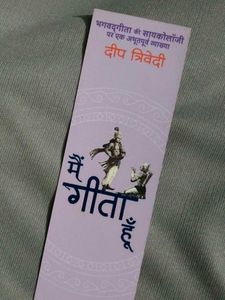 भगवद्गीता की सायकोलॉजी
पर एक अभूतपूर्व व्याख्या
दीप त्रिवेदी
मैं
गीता
हूँ